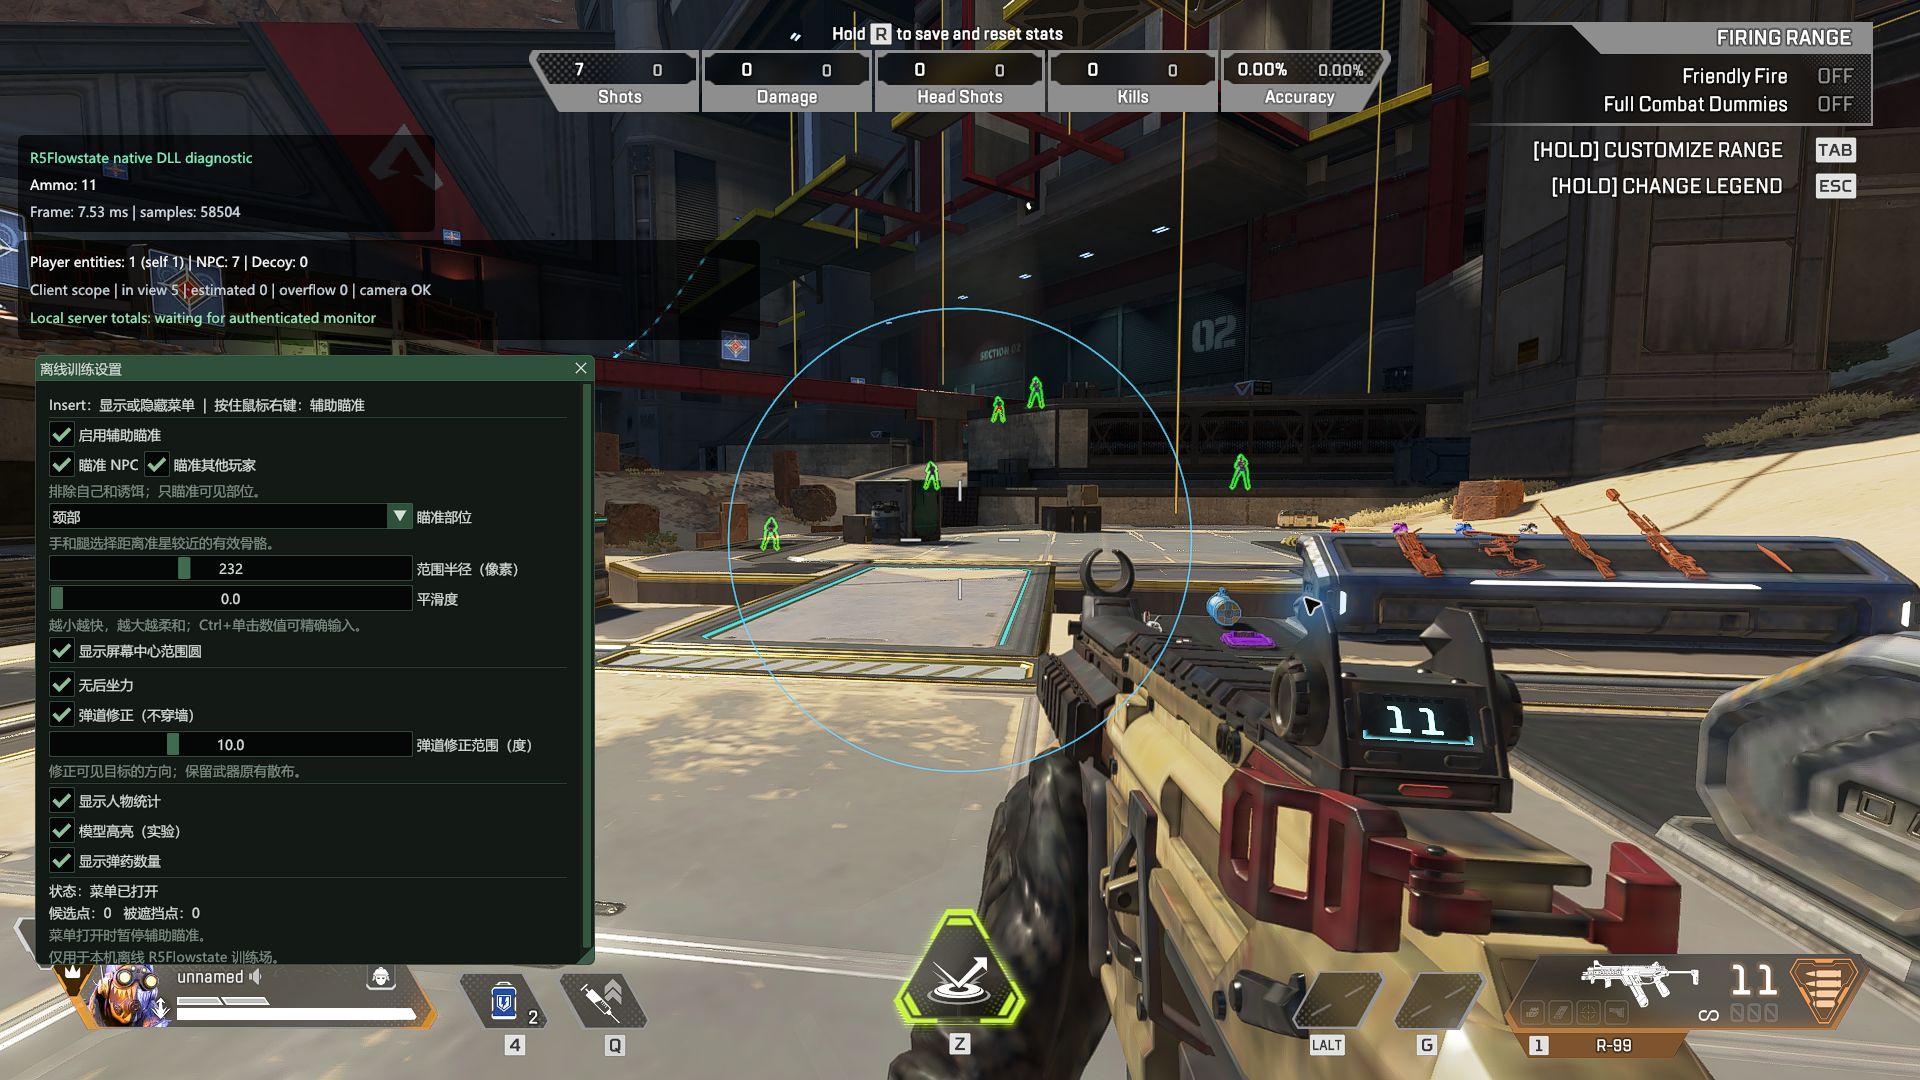 Hold R to save and reset stats
7 0 0 0 0 0 0 0 0.00% 0.00%
Shots Damage Head Shots Kills Accuracy
FIRING RANGE
Friendly Fire OFF
Full Combat Dummies OFF
[HOLD] CUSTOMIZE RANGE TAB
[HOLD] CHANGE LEGEND ESC
R5Flowstate native DLL diagnostic
Ammo: 11
Frame: 7.53 ms | samples: 58504
Player entities: 1 (self 1) | NPC: 7 | Decoy: 0
Client scope | in view 5 | estimated 0 | overflow 0 | camera OK
Local server totals: waiting for authenticated monitor
02
SECTION 02
离线训练设置
Insert：显示或隐藏菜单 | 按住鼠标右键：辅助瞄准
启用辅助瞄准
瞄准 NPC 瞄准其他玩家
排除自己和诱饵；只瞄准可见部位。
颈部 瞄准部位
手和腿选择距离准星较近的有效骨骼。
232 范围半径（像素）
0.0 平滑度
越小越快，越大越柔和；Ctrl+单击数值可精确输入。
显示屏幕中心范围圆
无后坐力
弹道修正（不穿墙）
10.0 弹道修正范围（度）
修正可见目标的方向；保留武器原有散布。
显示人物统计
模型高亮（实验）
显示弹药数量
状态：菜单已打开
候选点：0 被遮挡点：0
菜单打开时暂停辅助瞄准。
仅用于本机离线 R5Flowstate 训练场。
11
unnamed
2
4 Q Z LALT G
11
∞ 000
1 R-99